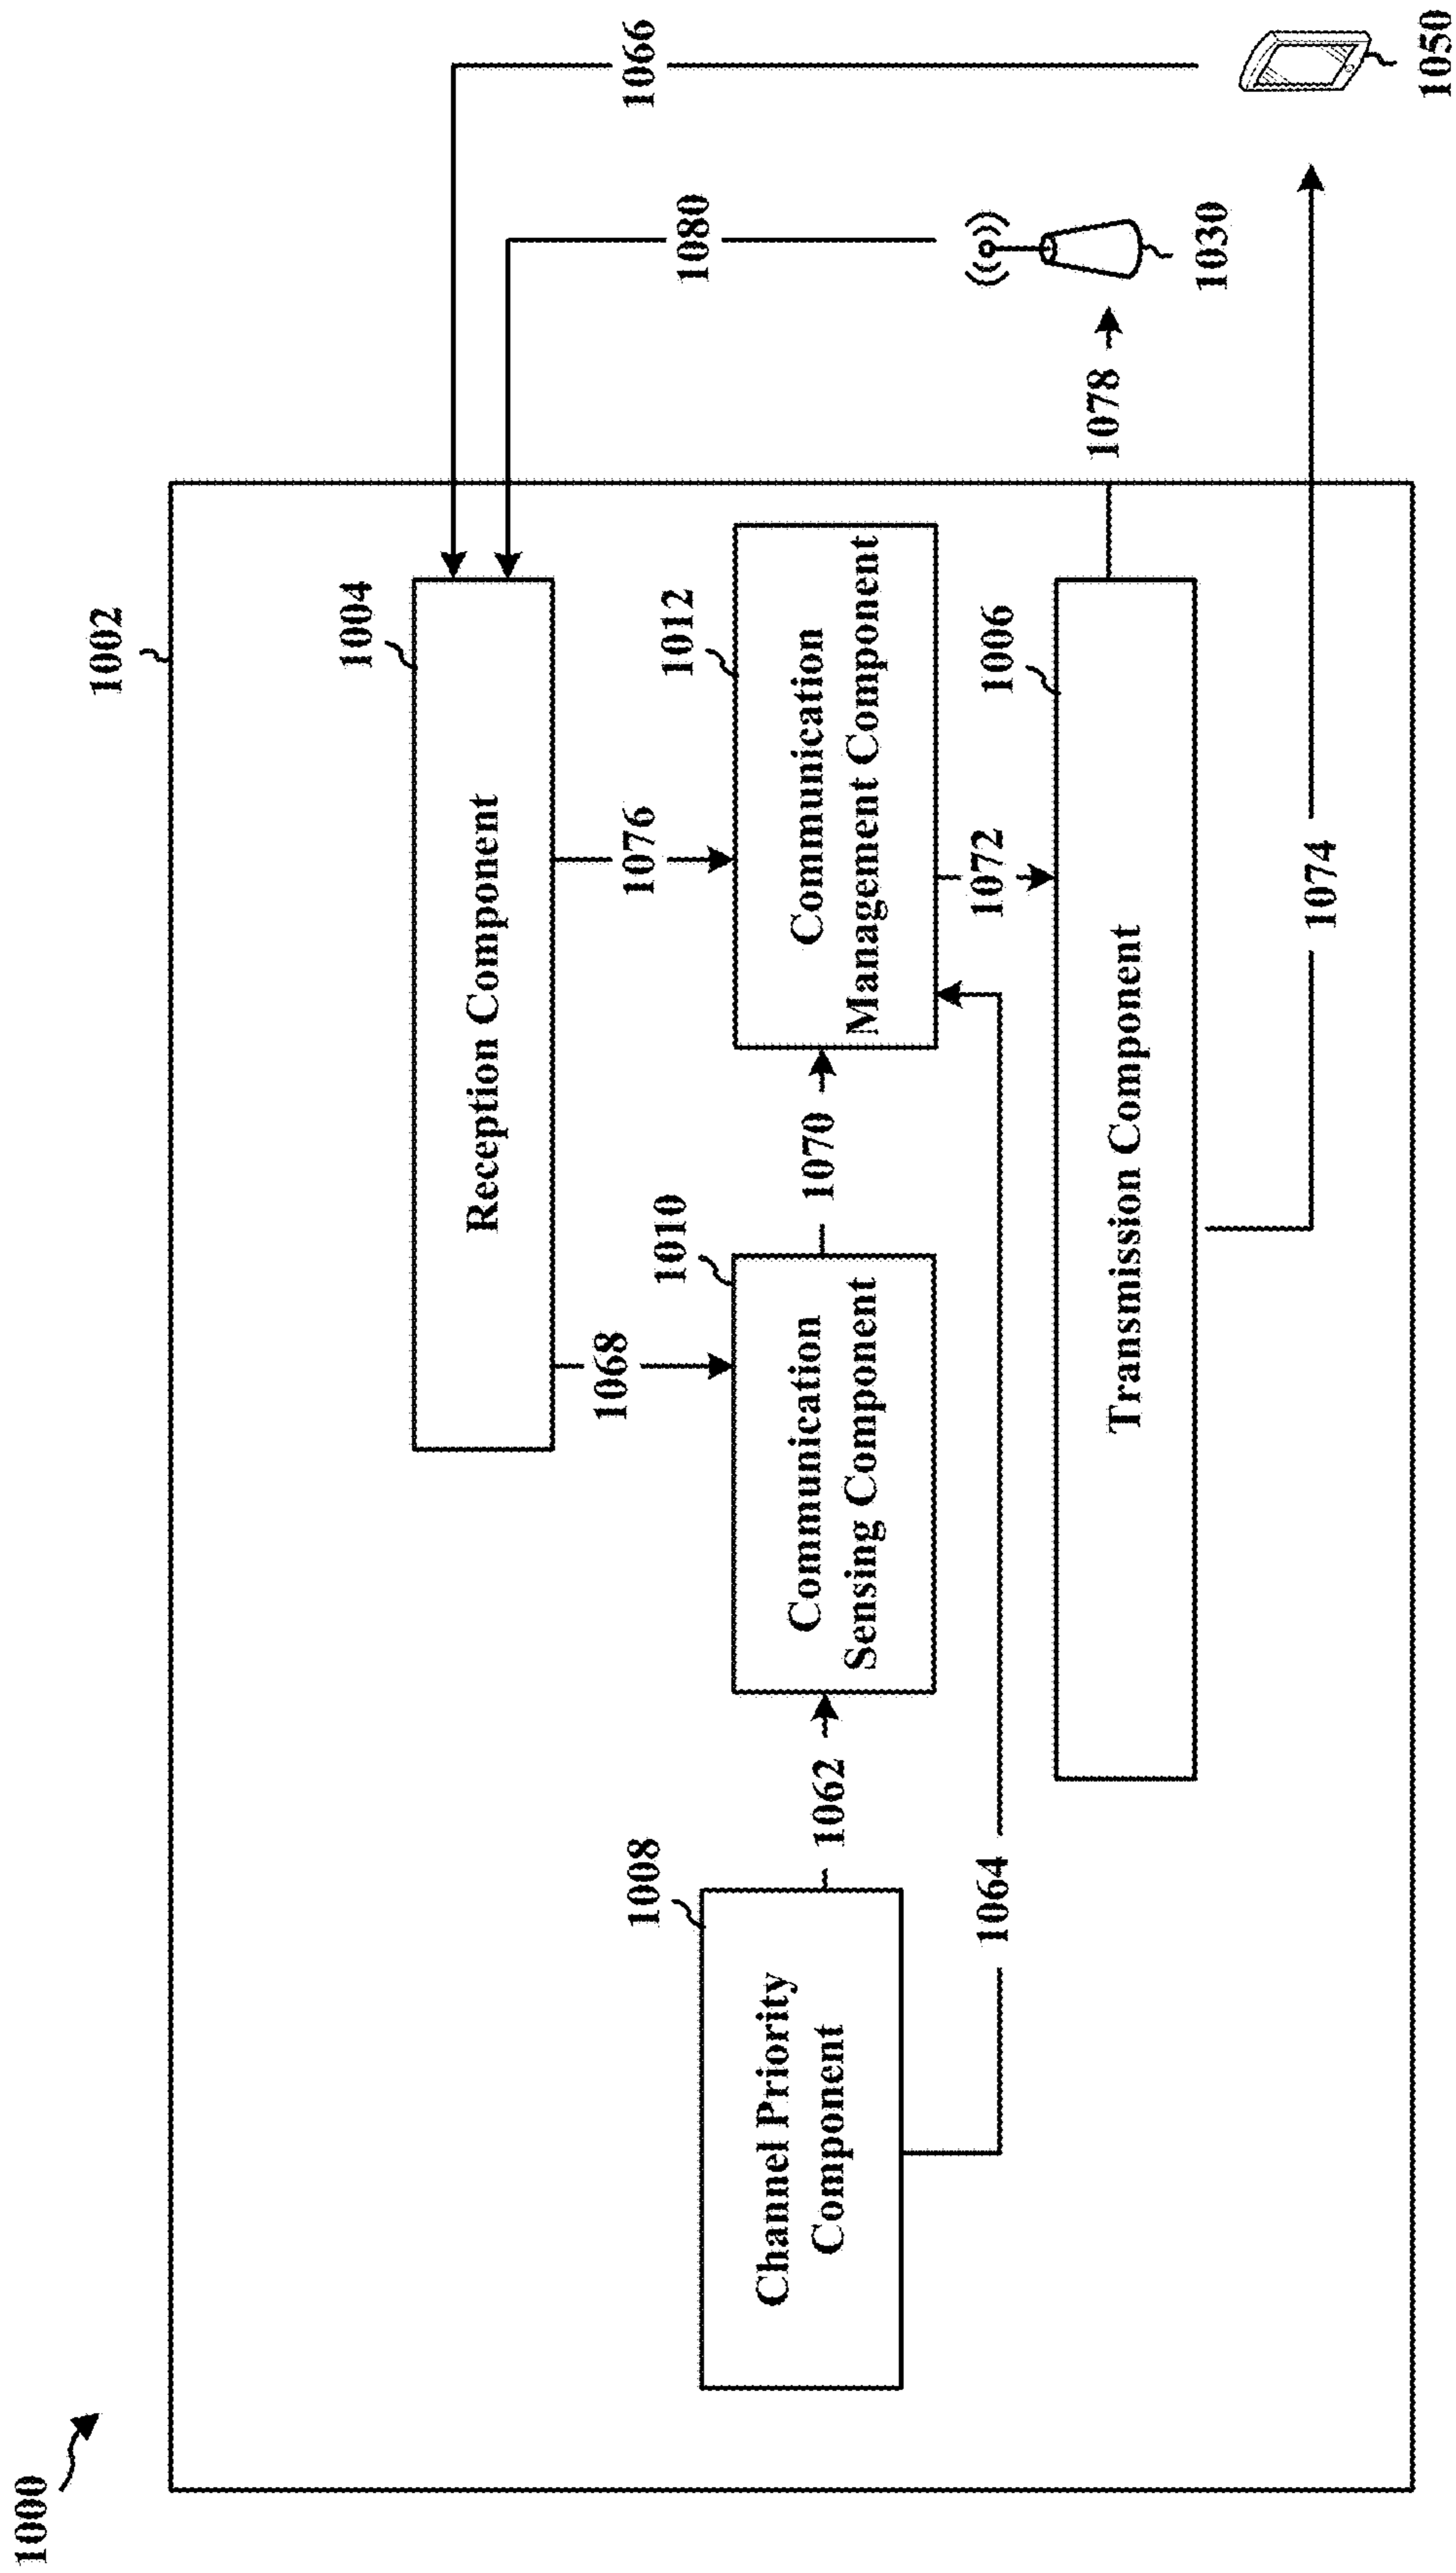 1000
1002
1004
Reception Component
1066
1080
1068
1076
1008
Channel Priority
Component
1062
1010
Communication
Sensing Component
1070
1012
Communication
Management Component
1064
1072
1006
Transmission Component
1078
1030
1074
1050